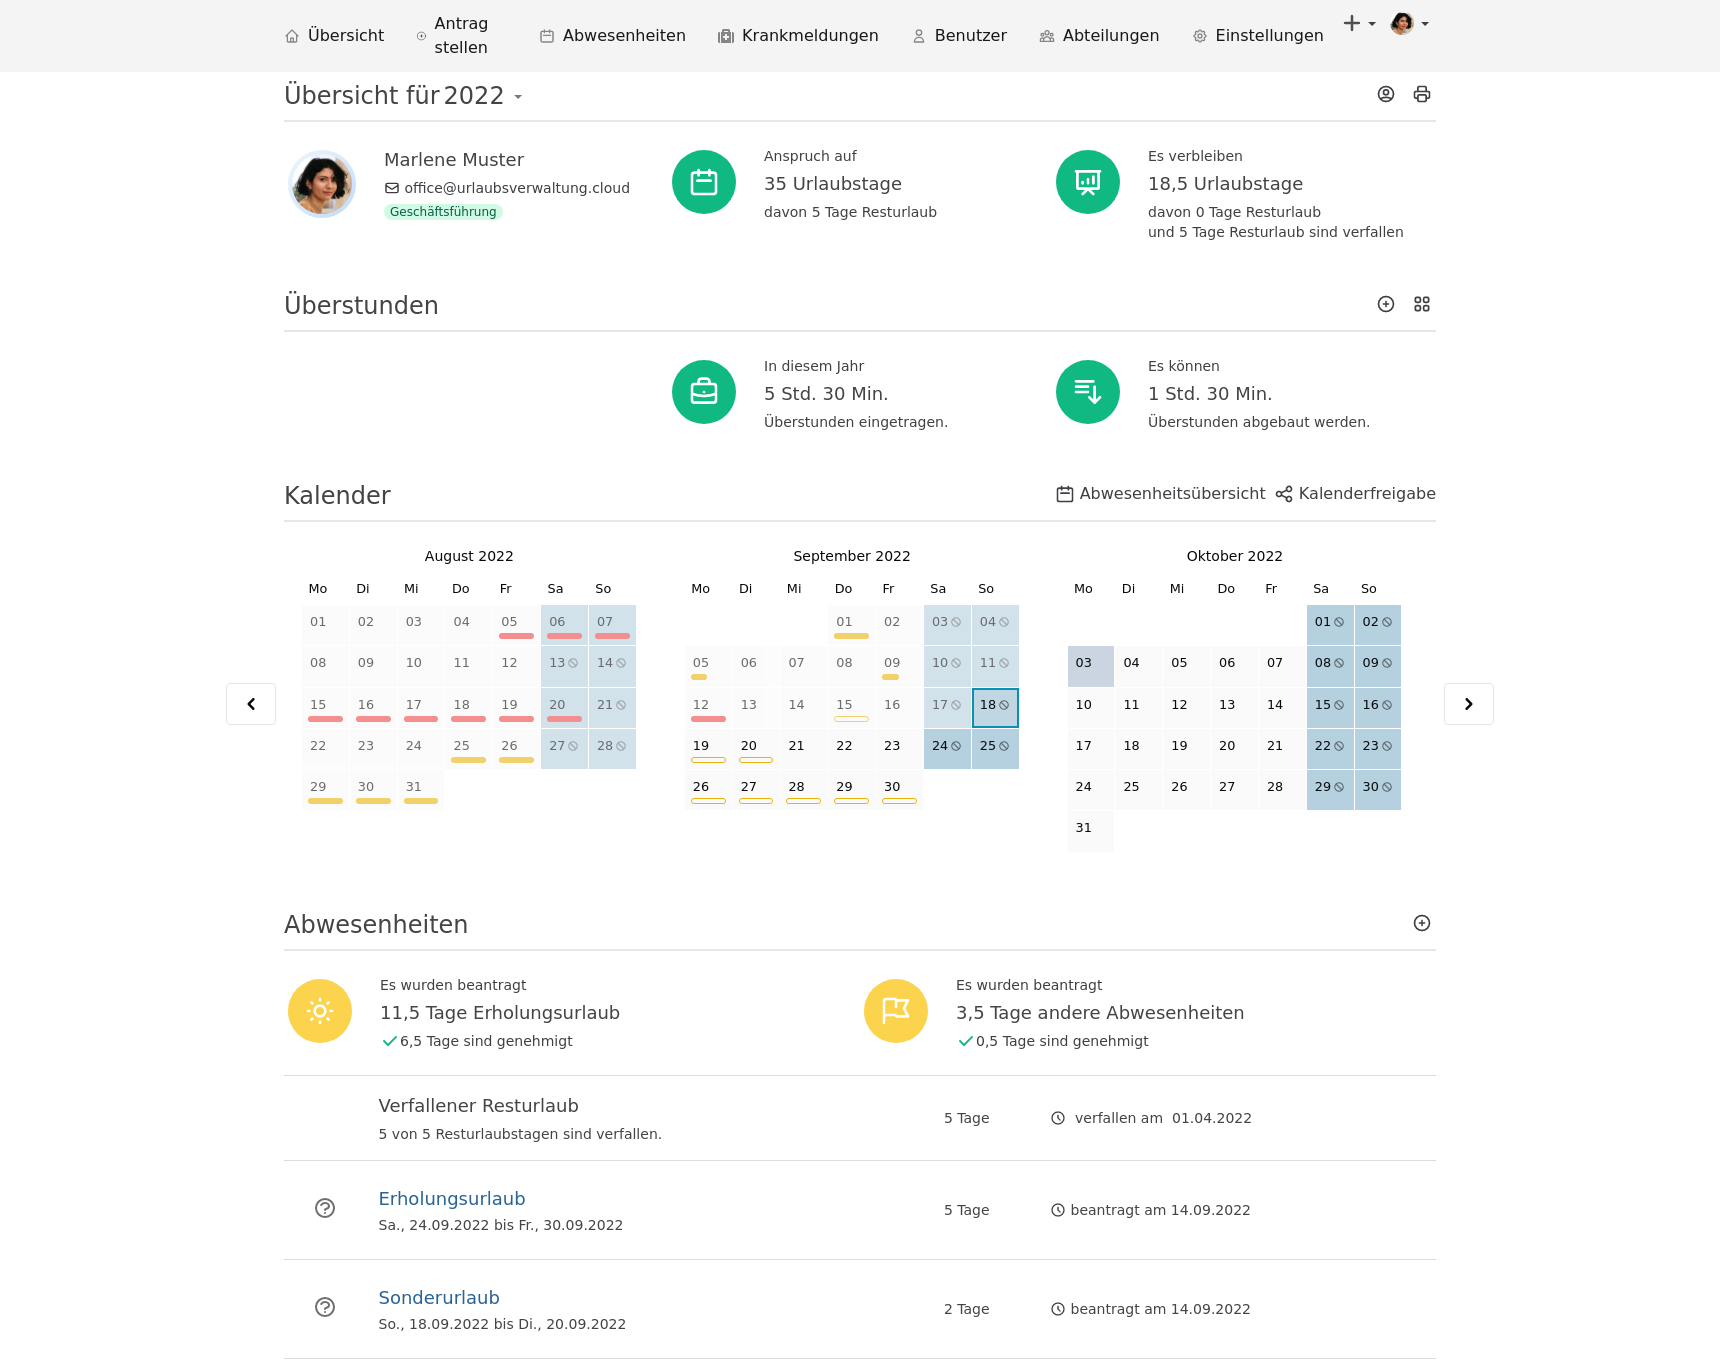 Übersicht
Antrag stellen
Abwesenheiten
Krankmeldungen
Benutzer
Abteilungen
Einstellungen
Übersicht für 2022
Marlene Muster
office@urlaubsverwaltung.cloud
Geschäftsführung
Anspruch auf
35 Urlaubstage
davon 5 Tage Resturlaub
Es verbleiben
18,5 Urlaubstage
davon 0 Tage Resturlaub
und 5 Tage Resturlaub sind verfallen
Überstunden
In diesem Jahr
5 Std. 30 Min.
Überstunden eingetragen.
Es können
1 Std. 30 Min.
Überstunden abgebaut werden.
Kalender
Abwesenheitsübersicht
Kalenderfreigabe
August 2022
Mo Di Mi Do Fr Sa So
01 02 03 04 05 06 07
08 09 10 11 12 13 14
15 16 17 18 19 20 21
22 23 24 25 26 27 28
29 30 31
September 2022
Mo Di Mi Do Fr Sa So
01 02 03 04
05 06 07 08 09 10 11
12 13 14 15 16 17 18
19 20 21 22 23 24 25
26 27 28 29 30
Oktober 2022
Mo Di Mi Do Fr Sa So
01 02
03 04 05 06 07 08 09
10 11 12 13 14 15 16
17 18 19 20 21 22 23
24 25 26 27 28 29 30
31
Abwesenheiten
Es wurden beantragt
11,5 Tage Erholungsurlaub
6,5 Tage sind genehmigt
Es wurden beantragt
3,5 Tage andere Abwesenheiten
0,5 Tage sind genehmigt
Verfallener Resturlaub
5 von 5 Resturlaubstagen sind verfallen.
5 Tage
verfallen am 01.04.2022
Erholungsurlaub
Sa., 24.09.2022 bis Fr., 30.09.2022
5 Tage
beantragt am 14.09.2022
Sonderurlaub
So., 18.09.2022 bis Di., 20.09.2022
2 Tage
beantragt am 14.09.2022